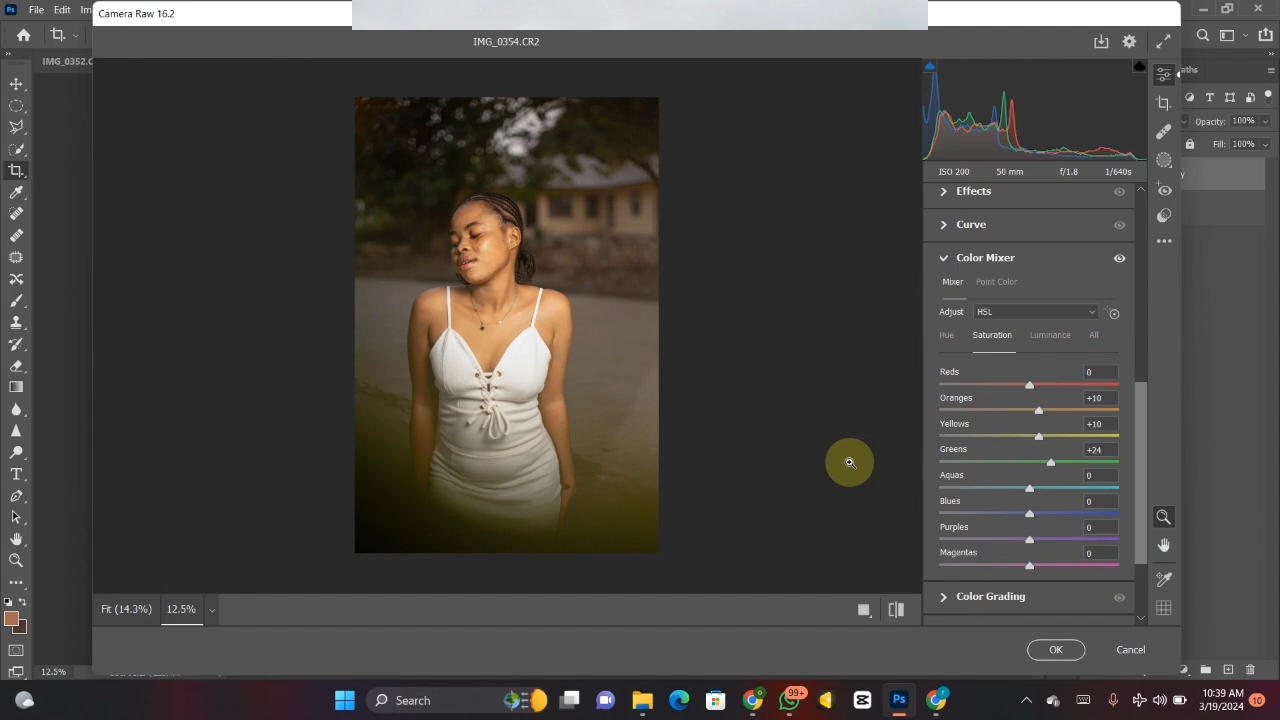 File
Edit
Im
Camera Raw 16.2
IMG_0354.CR2
IMG_0352.C
aths
Opacity: 100%
Fill: 100%
ISO 200
50 mm
f/1.8
1/640s
Effects
Curve
Color Mixer
Mixer
Point Color
Adjust
HSL
Hue
Saturation
Luminance
All
Reds
0
Oranges
+10
Yellows
+10
Greens
+24
Aquas
0
Blues
0
Purples
0
Magentas
0
Color Grading
Fit (14.3%)
12.5%
OK
Cancel
12.5%
Search
99+
10:39 AM
3/19/2024
10